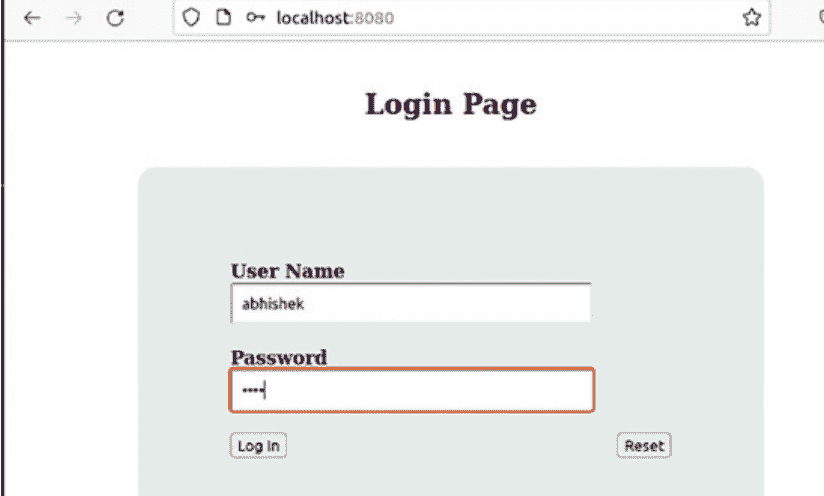 localhost:8080
Login Page
User Name
abhishek
Password
••••
Log In
Reset